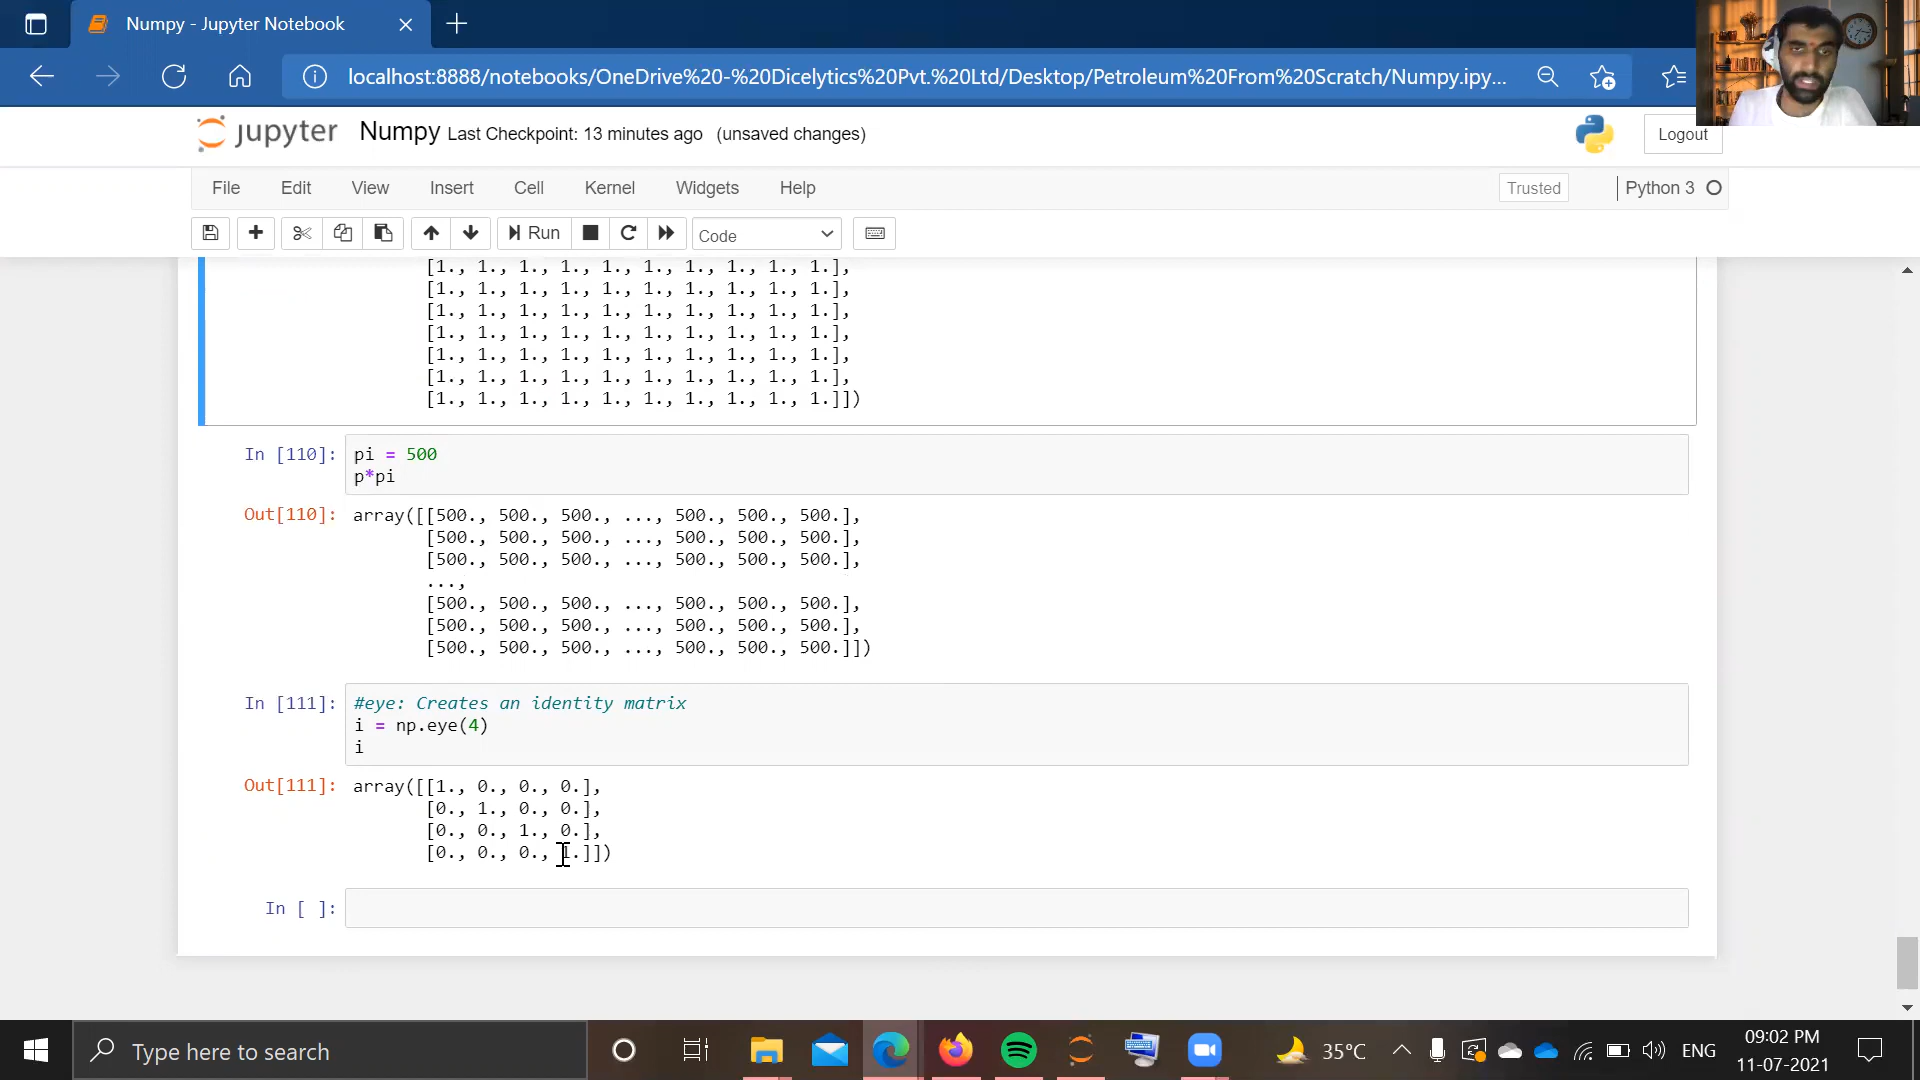 Numpy - Jupyter Notebook
localhost:8888/notebooks/OneDrive%20-%20Dicelytics%20Pvt.%20Ltd/Desktop/Petroleum%20From%20Scratch/Numpy.ipy...
jupyter Numpy Last Checkpoint: 13 minutes ago (unsaved changes)
Logout
File Edit View Insert Cell Kernel Widgets Help
Trusted
Python 3
Run
Code
[1., 1., 1., 1., 1., 1., 1., 1., 1., 1.],
[1., 1., 1., 1., 1., 1., 1., 1., 1., 1.],
[1., 1., 1., 1., 1., 1., 1., 1., 1., 1.],
[1., 1., 1., 1., 1., 1., 1., 1., 1., 1.],
[1., 1., 1., 1., 1., 1., 1., 1., 1., 1.],
[1., 1., 1., 1., 1., 1., 1., 1., 1., 1.],
[1., 1., 1., 1., 1., 1., 1., 1., 1., 1.]])
In [110]: pi = 500
p*pi
Out[110]: array([[500., 500., 500., ..., 500., 500., 500.],
[500., 500., 500., ..., 500., 500., 500.],
[500., 500., 500., ..., 500., 500., 500.],
...,
[500., 500., 500., ..., 500., 500., 500.],
[500., 500., 500., ..., 500., 500., 500.],
[500., 500., 500., ..., 500., 500., 500.]])
In [111]: #eye: Creates an identity matrix
i = np.eye(4)
i
Out[111]: array([[1., 0., 0., 0.],
[0., 1., 0., 0.],
[0., 0., 1., 0.],
[0., 0., 0., 1.]])
In [ ]:
Type here to search
35°C
ENG
09:02 PM
11-07-2021